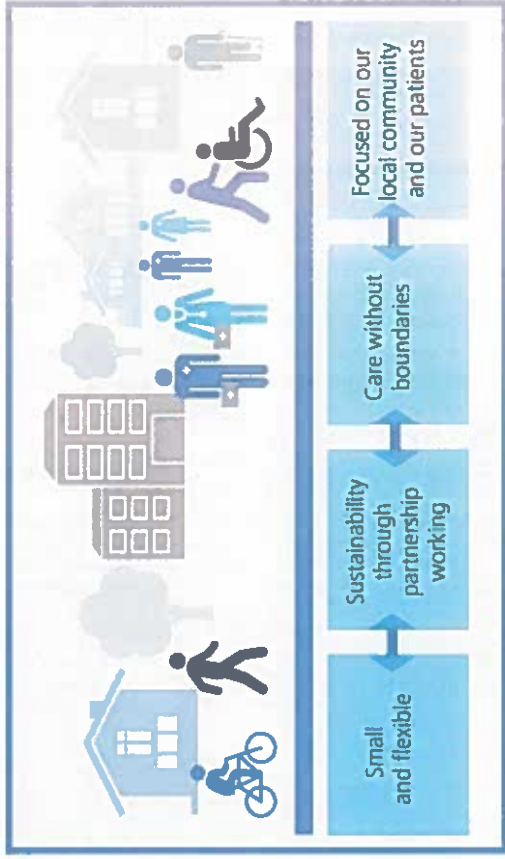 Small
and flexible
Sustainability
through
partnership
working
Care without
boundaries
Focused on our
local community
and our patients